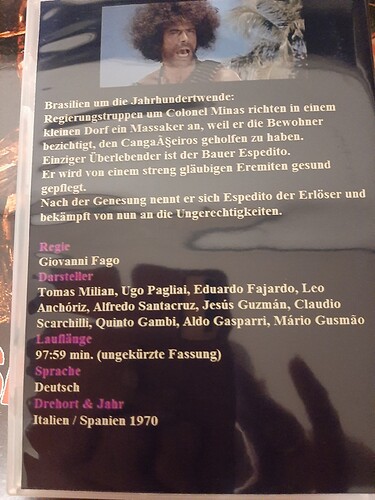 Brasilien um die Jahrhundertwende:
Regierungstruppen um Colonel Minas richten in einem
kleinen Dorf ein Massaker an, weil er die Bewohner
bezichtigt, den CangaÃ§eiros geholfen zu haben.
Einziger Überlebender ist der Bauer Espedito.
Er wird von einem streng gläubigen Eremiten gesund
gepflegt.
Nach der Genesung nennt er sich Espedito der Erlöser und
bekämpft von nun an die Ungerechtigkeiten.
Regie
Giovanni Fago
Darsteller
Tomas Milian, Ugo Pagliai, Eduardo Fajardo, Leo
Anchóriz, Alfredo Santacruz, Jesús Guzmán, Claudio
Scarchilli, Quinto Gambi, Aldo Gasparri, Mário Gusmão
Lauflänge
97:59 min. (ungekürzte Fassung)
Sprache
Deutsch
Drehort & Jahr
Italien / Spanien 1970